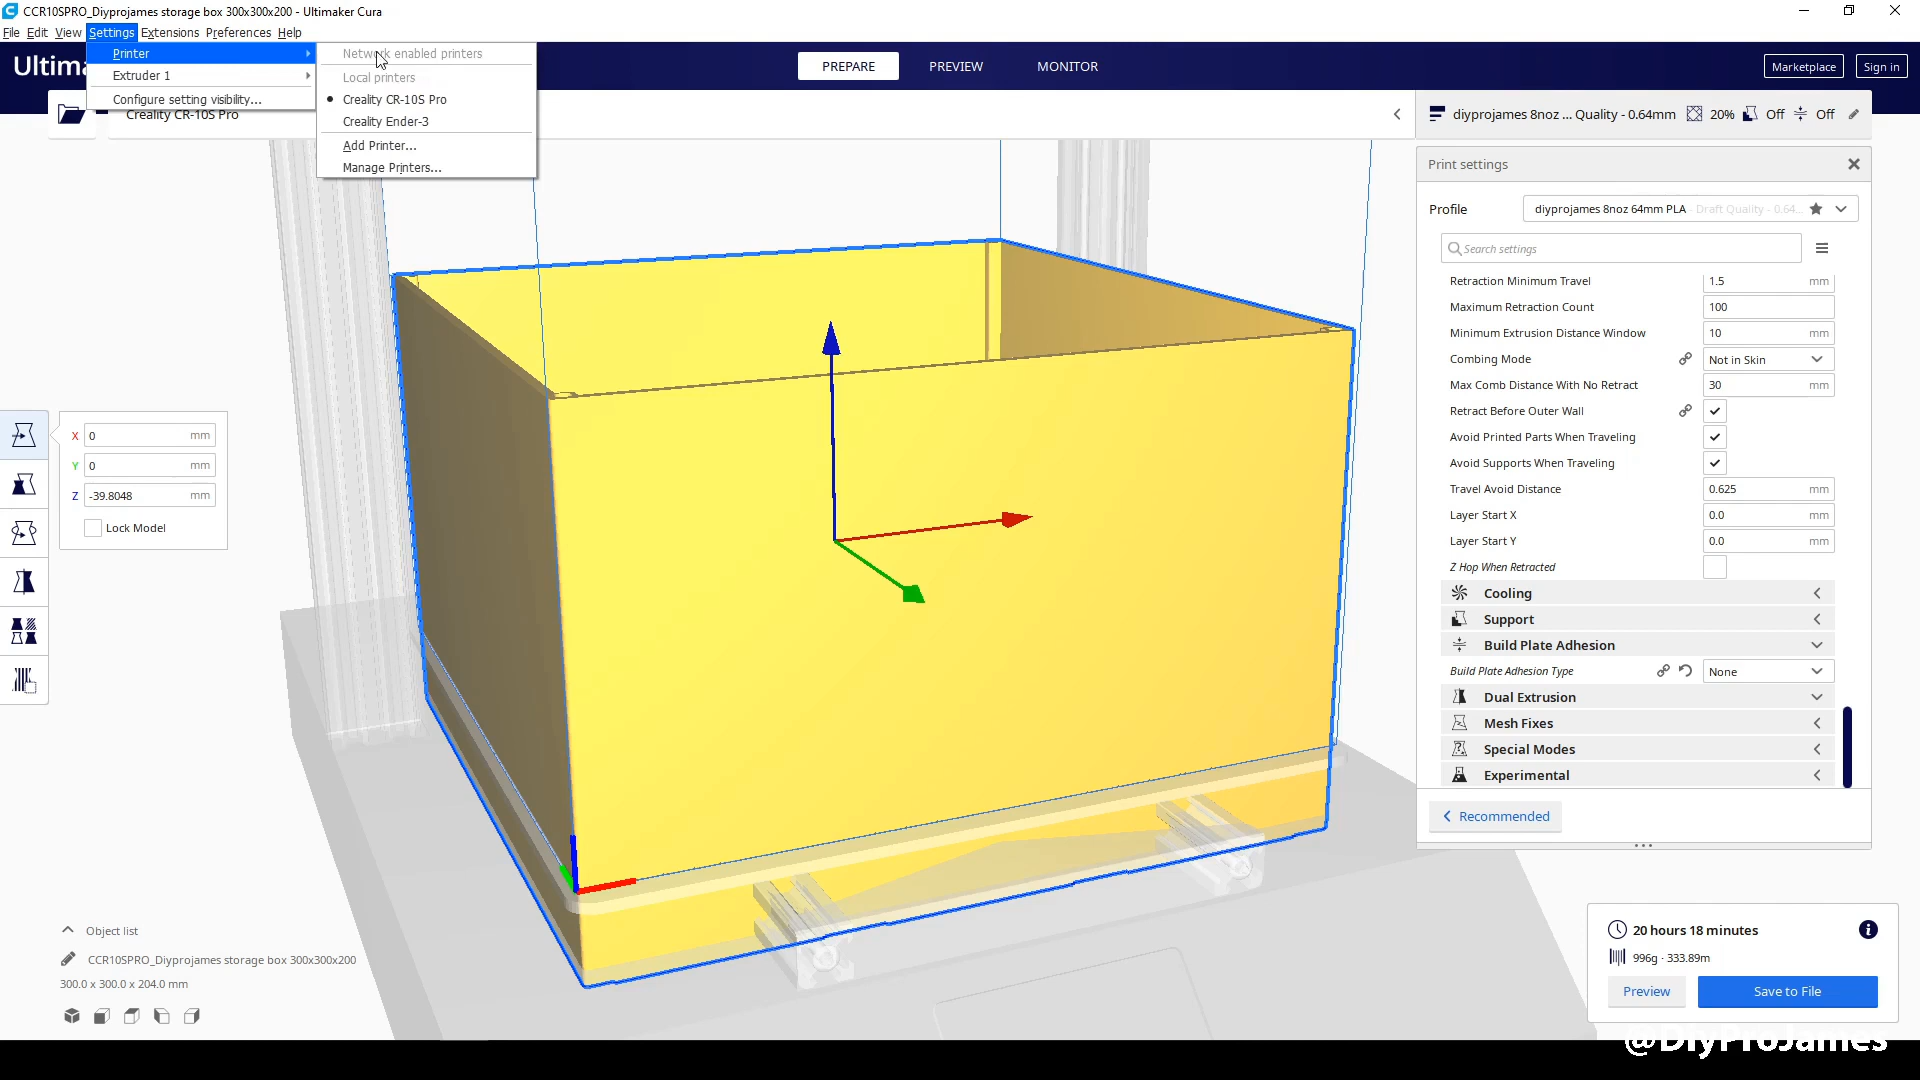 CCR10SPRO_Diyprojames storage box 300x300x200 - Ultimaker Cura
File Edit View Settings Extensions Preferences Help
Printer
Extruder 1
Configure setting visibility...
Network enabled printers
Local printers
Creality CR-10S Pro
Creality Ender-3
Add Printer...
Manage Printers...
Ultima
PREPARE PREVIEW MONITOR
Marketplace Sign in
Creality CR-10S Pro
diyprojames 8noz ... Quality - 0.64mm 20% Off Off
Print settings
Profile diyprojames 8noz 64mm PLA - Draft Quality - 0.64...
Search settings
Retraction Minimum Travel 1.5 mm
Maximum Retraction Count 100
Minimum Extrusion Distance Window 10 mm
Combing Mode Not in Skin
Max Comb Distance With No Retract 30 mm
Retract Before Outer Wall
Avoid Printed Parts When Traveling
Avoid Supports When Traveling
Travel Avoid Distance 0.625 mm
Layer Start X 0.0 mm
Layer Start Y 0.0 mm
Z Hop When Retracted
Cooling
Support
Build Plate Adhesion
Build Plate Adhesion Type None
Dual Extrusion
Mesh Fixes
Special Modes
Experimental
Recommended
X 0 mm
Y 0 mm
Z -39.8048 mm
Lock Model
Object list
CCR10SPRO_Diyprojames storage box 300x300x200
300.0 x 300.0 x 204.0 mm
20 hours 18 minutes
996g · 333.89m
Preview Save to File
@DiyProJames